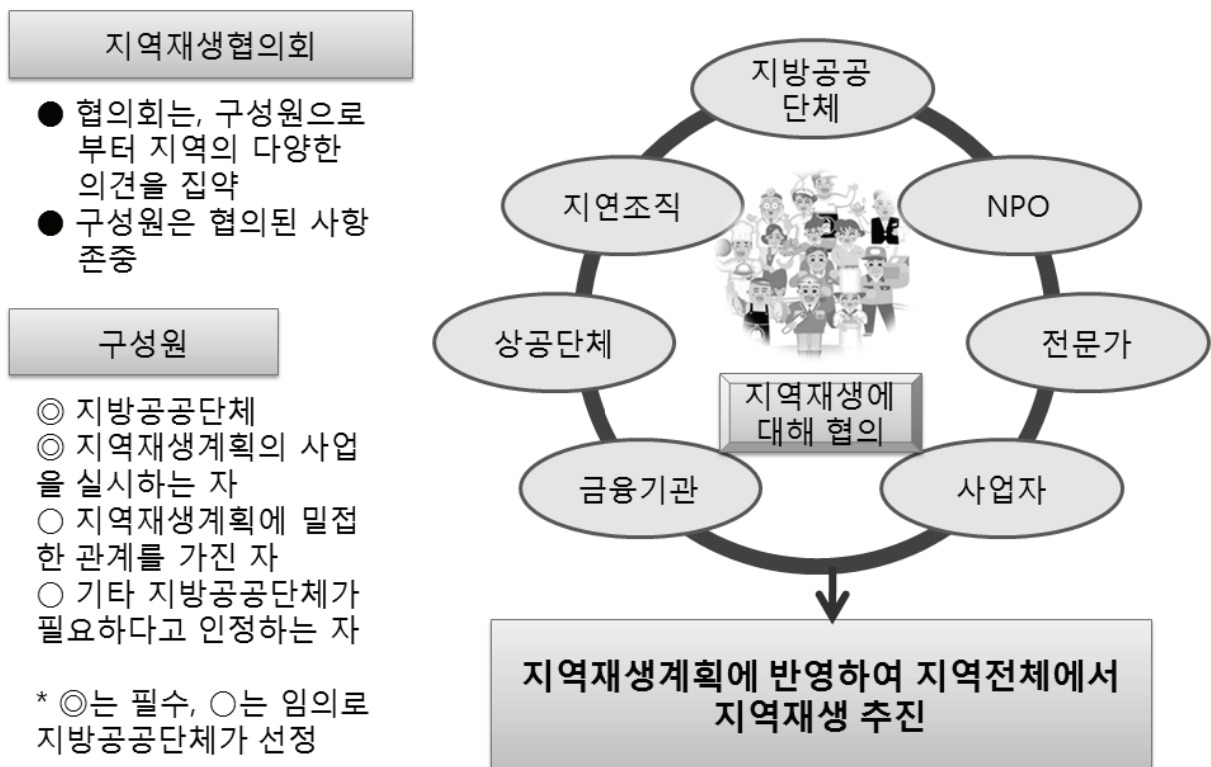 지역재생협의회
● 협의회는, 구성원으로
부터 지역의 다양한
의견을 집약
● 구성원은 협의된 사항
존중
구성원
◎ 지방공공단체
◎ 지역재생계획의 사업
을 실시하는 자
○ 지역재생계획에 밀접
한 관계를 가진 자
○ 기타 지방공공단체가
필요하다고 인정하는 자
* ◎는 필수, ○는 임의로
지방공공단체가 선정
지방공공
단체
지연조직
NPO
상공단체
전문가
지역재생에
대해 협의
금융기관
사업자
지역재생계획에 반영하여 지역전체에서
지역재생 추진